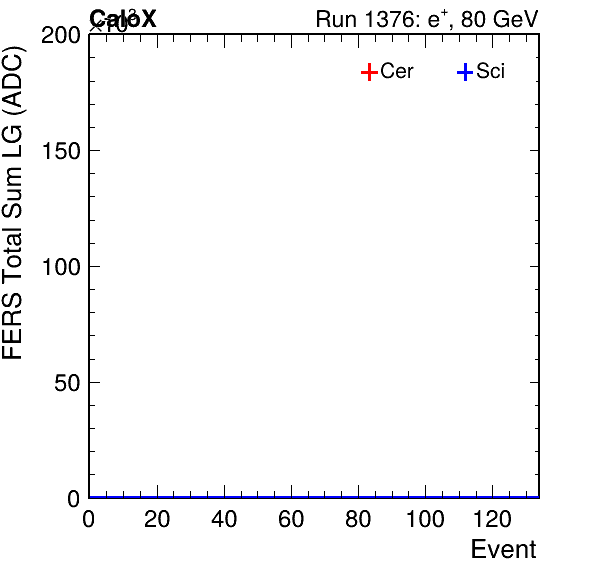 CaloX Run 1376: e⁺, 80 GeV
×10³
Cer Sci
FERS Total Sum LG (ADC)
200
150
100
50
0
0 20 40 60 80 100 120
Event